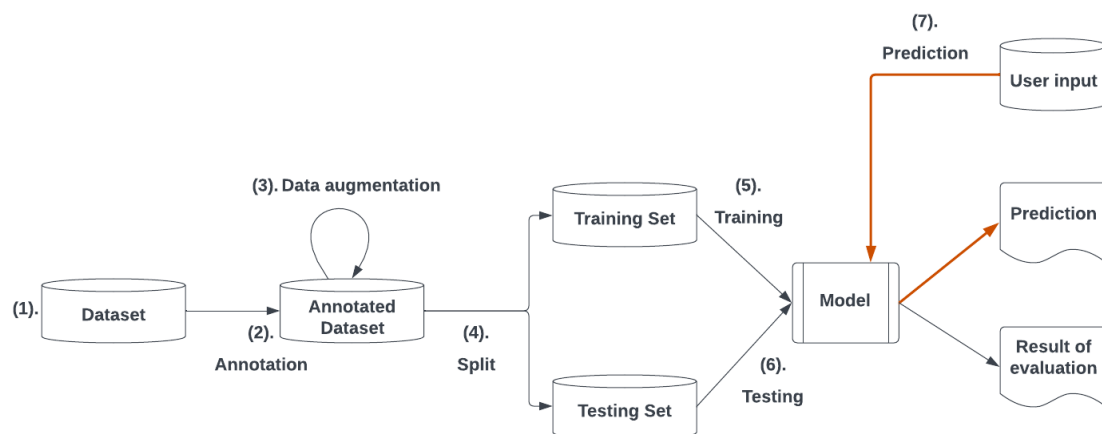 (7).
Prediction
User input
(3). Data augmentation
(5).
Training
Training Set
Prediction
(1).
Dataset
Annotated
Dataset
Model
(2).
Annotation
(4).
Split
Result of
evaluation
(6).
Testing
Testing Set